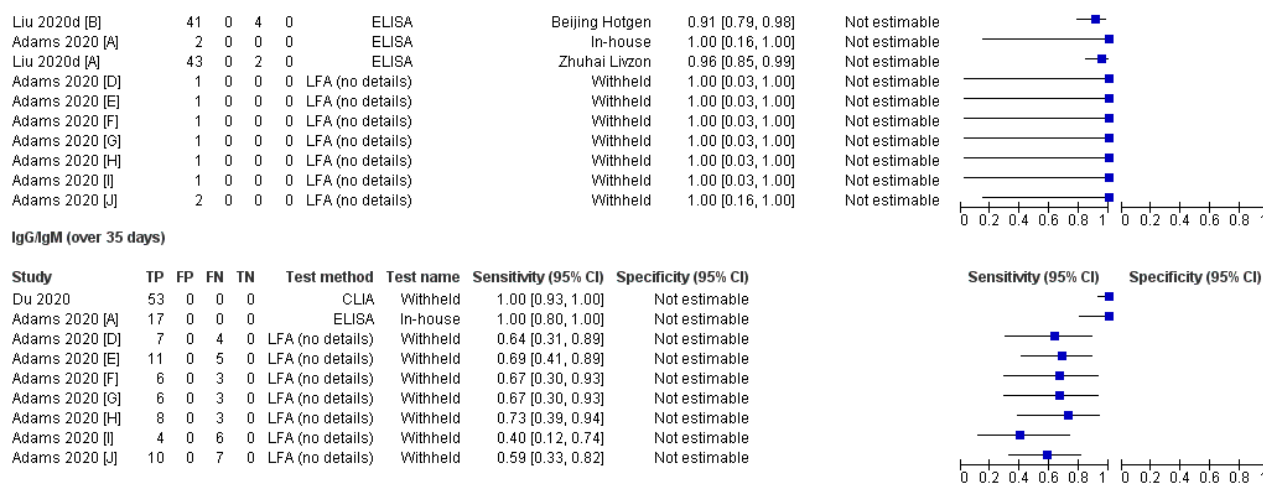 Liu 2020d [B] 41 0 4 0 ELISA Beijing Hotgen 0.91 [0.79, 0.98] Not estimable
Adams 2020 [A] 2 0 0 0 ELISA In-house 1.00 [0.16, 1.00] Not estimable
Liu 2020d [A] 43 0 2 0 ELISA Zhuhai Livzon 0.96 [0.85, 0.99] Not estimable
Adams 2020 [D] 1 0 0 0 LFA (no details) Withheld 1.00 [0.03, 1.00] Not estimable
Adams 2020 [E] 1 0 0 0 LFA (no details) Withheld 1.00 [0.03, 1.00] Not estimable
Adams 2020 [F] 1 0 0 0 LFA (no details) Withheld 1.00 [0.03, 1.00] Not estimable
Adams 2020 [G] 1 0 0 0 LFA (no details) Withheld 1.00 [0.03, 1.00] Not estimable
Adams 2020 [H] 1 0 0 0 LFA (no details) Withheld 1.00 [0.03, 1.00] Not estimable
Adams 2020 [I] 1 0 0 0 LFA (no details) Withheld 1.00 [0.03, 1.00] Not estimable
Adams 2020 [J] 2 0 0 0 LFA (no details) Withheld 1.00 [0.16, 1.00] Not estimable
0 0.2 0.4 0.6 0.8 1 0 0.2 0.4 0.6 0.8 1
IgG/IgM (over 35 days)
Study TP FP FN TN Test method Test name Sensitivity (95% CI) Specificity (95% CI) Sensitivity (95% CI) Specificity (95% CI)
Du 2020 53 0 0 0 CLIA Withheld 1.00 [0.93, 1.00] Not estimable
Adams 2020 [A] 17 0 0 0 ELISA In-house 1.00 [0.80, 1.00] Not estimable
Adams 2020 [D] 7 0 4 0 LFA (no details) Withheld 0.64 [0.31, 0.89] Not estimable
Adams 2020 [E] 11 0 5 0 LFA (no details) Withheld 0.69 [0.41, 0.89] Not estimable
Adams 2020 [F] 6 0 3 0 LFA (no details) Withheld 0.67 [0.30, 0.93] Not estimable
Adams 2020 [G] 6 0 3 0 LFA (no details) Withheld 0.67 [0.30, 0.93] Not estimable
Adams 2020 [H] 8 0 3 0 LFA (no details) Withheld 0.73 [0.39, 0.94] Not estimable
Adams 2020 [I] 4 0 6 0 LFA (no details) Withheld 0.40 [0.12, 0.74] Not estimable
Adams 2020 [J] 10 0 7 0 LFA (no details) Withheld 0.59 [0.33, 0.82] Not estimable
0 0.2 0.4 0.6 0.8 1 0 0.2 0.4 0.6 0.8 1